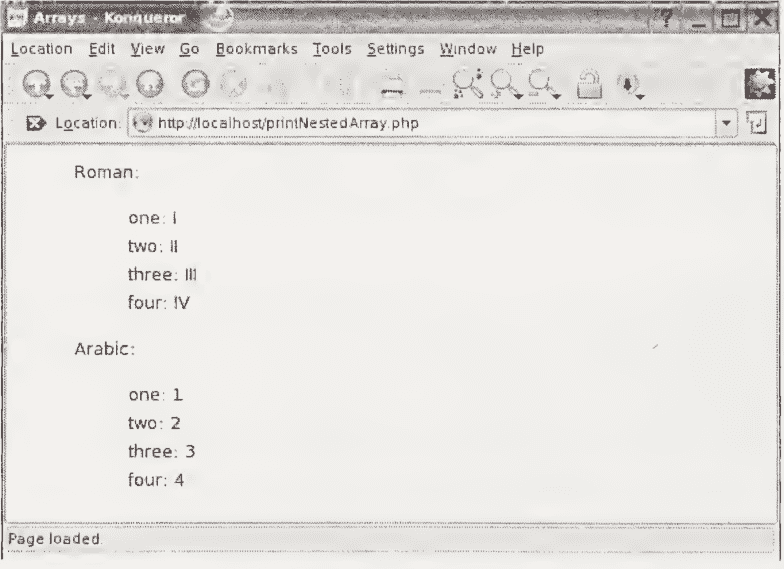 Arrays - Konqueror
Location Edit View Go Bookmarks Tools Settings Window Help
Location: http://localhost/printNestedArray.php
Roman:
one: I
two: II
three: III
four: IV
Arabic:
one: 1
two: 2
three: 3
four: 4
Page loaded.